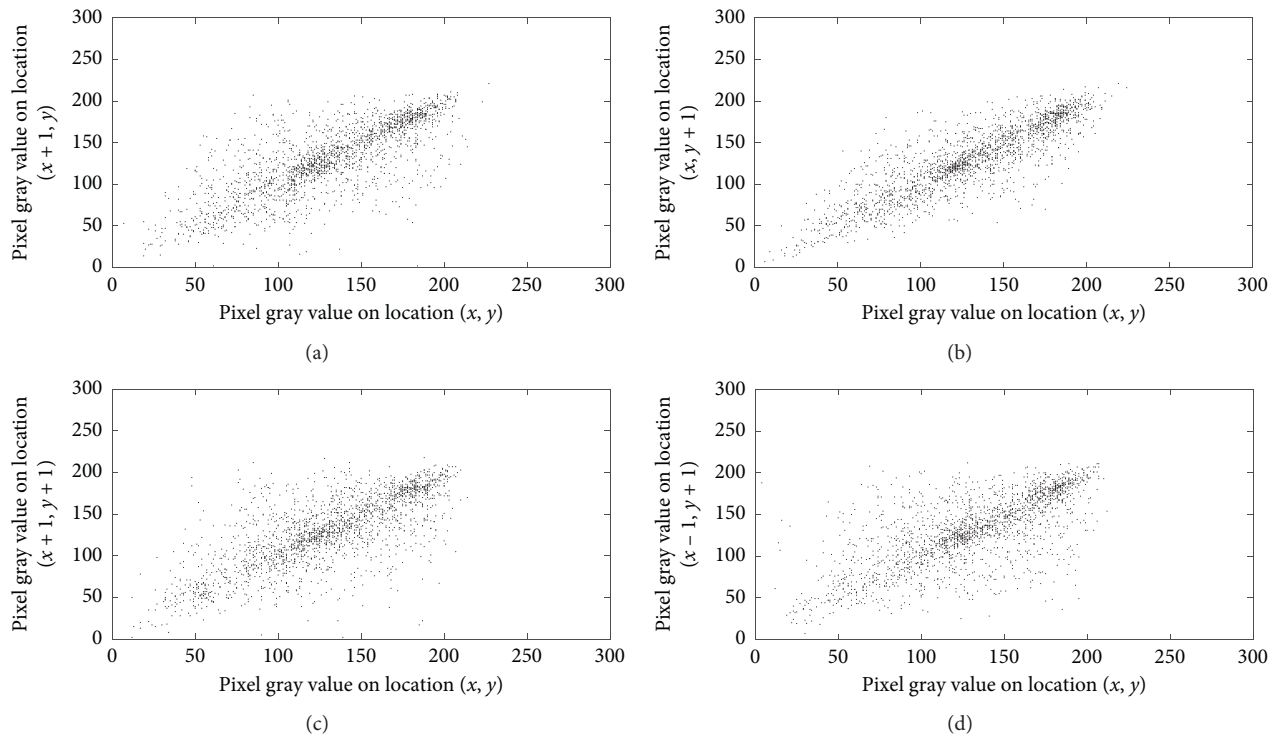 300
250
200
150
100
50
0
Pixel gray value on location
(x + 1, y)
0 50 100 150 200 250 300
Pixel gray value on location (x, y)
(a)
300
250
200
150
100
50
0
Pixel gray value on location
(x, y + 1)
0 50 100 150 200 250 300
Pixel gray value on location (x, y)
(b)
300
250
200
150
100
50
0
Pixel gray value on location
(x + 1, y + 1)
0 50 100 150 200 250 300
Pixel gray value on location (x, y)
(c)
300
250
200
150
100
50
0
Pixel gray value on location
(x − 1, y + 1)
0 50 100 150 200 250 300
Pixel gray value on location (x, y)
(d)